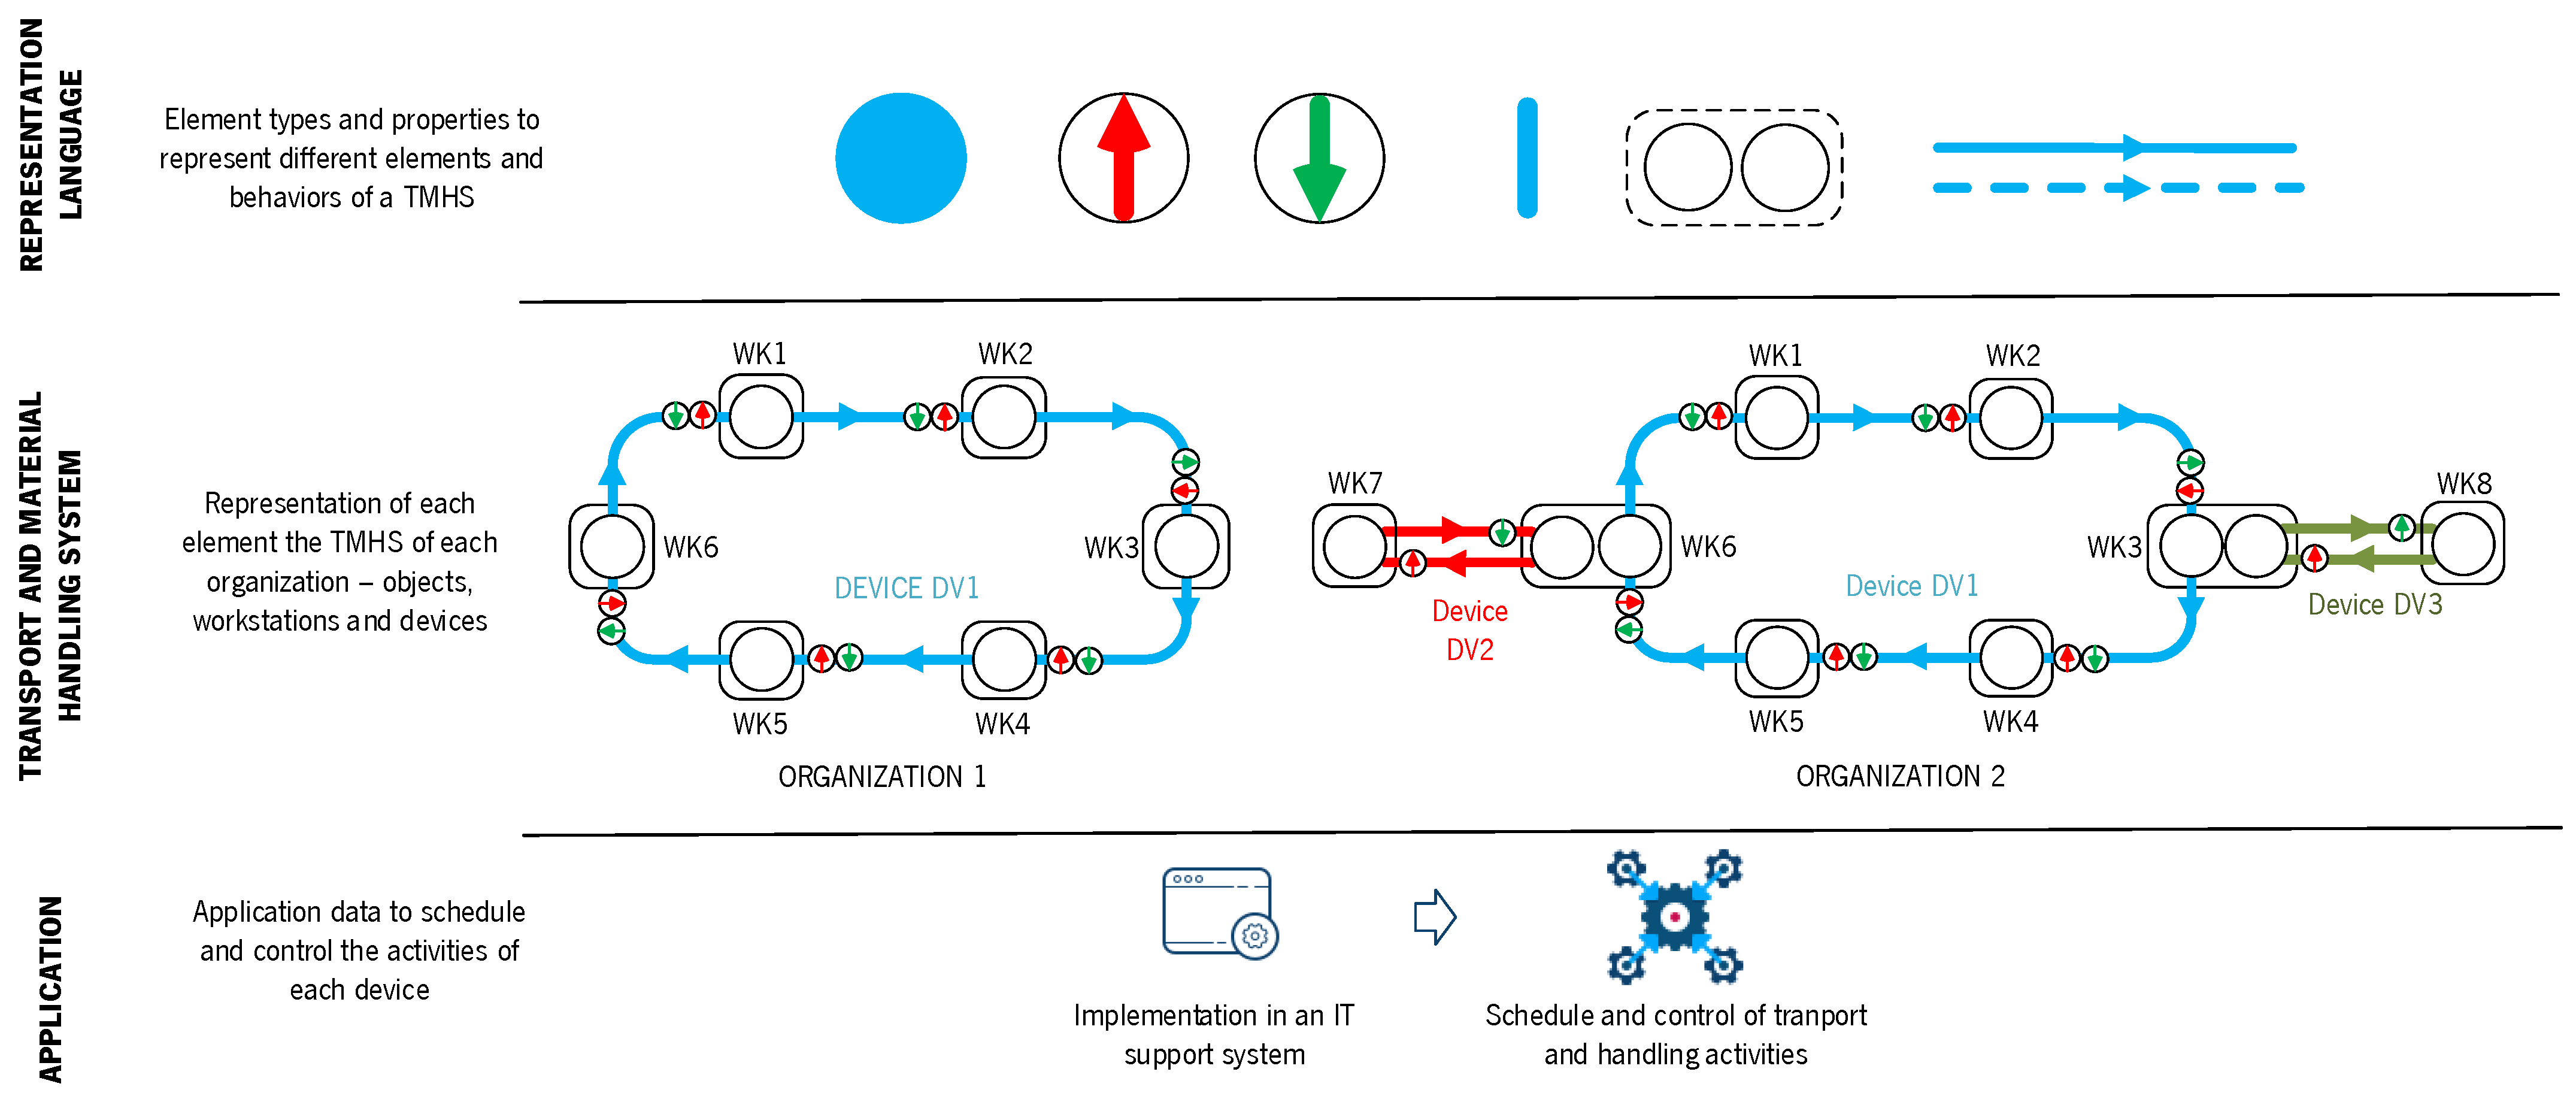 REPRESENTATION
LANGUAGE
Element types and properties to
represent different elements and
behaviors of a TMHS
TRANSPORT AND MATERIAL
HANDLING SYSTEM
Representation of each
element the TMHS of each
organization – objects,
workstations and devices
WK1
WK2
WK6
WK3
DEVICE DV1
WK5
WK4
ORGANIZATION 1
WK1
WK2
WK7
WK8
WK6
WK3
Device
DV2
Device DV1
Device DV3
WK5
WK4
ORGANIZATION 2
APPLICATION
Application data to schedule
and control the activities of
each device
Implementation in an IT
support system
Schedule and control of tranport
and handling activities